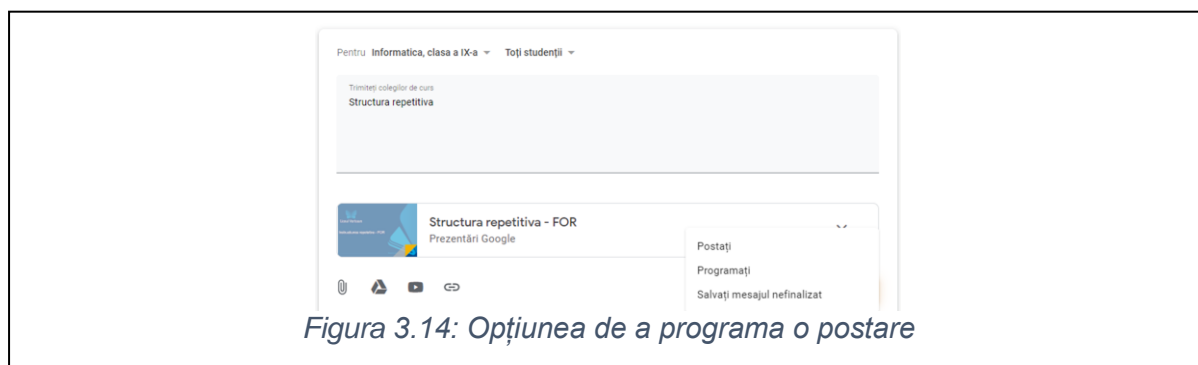 Pentru Informatica, clasa a IX-a Toți studenții
Trimiteți colegilor de curs
Structura repetitiva
Structura repetitiva - FOR
Prezentări Google
Postați
Programați
Salvați mesajul nefinalizat
Figura 3.14: Opțiunea de a programa o postare